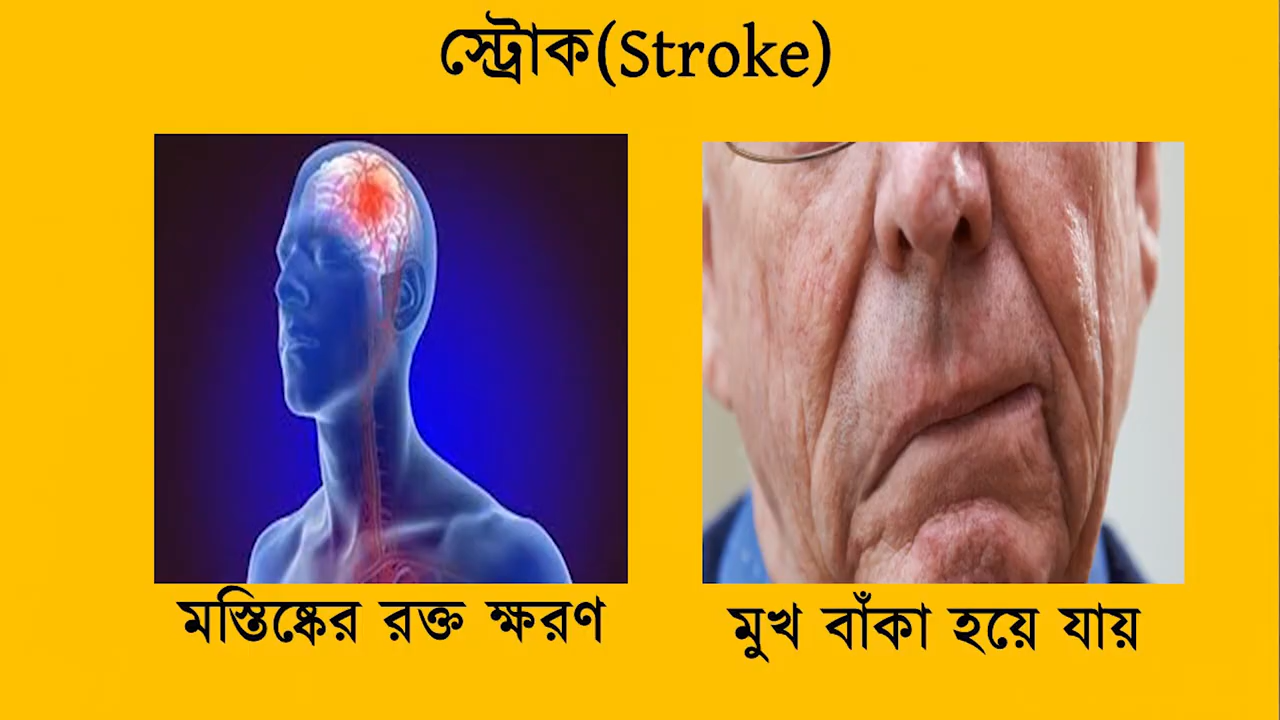 স্ট্রোক(Stroke)
মস্তিষ্কের রক্ত ক্ষরণ
মুখ বাঁকা হয়ে যায়